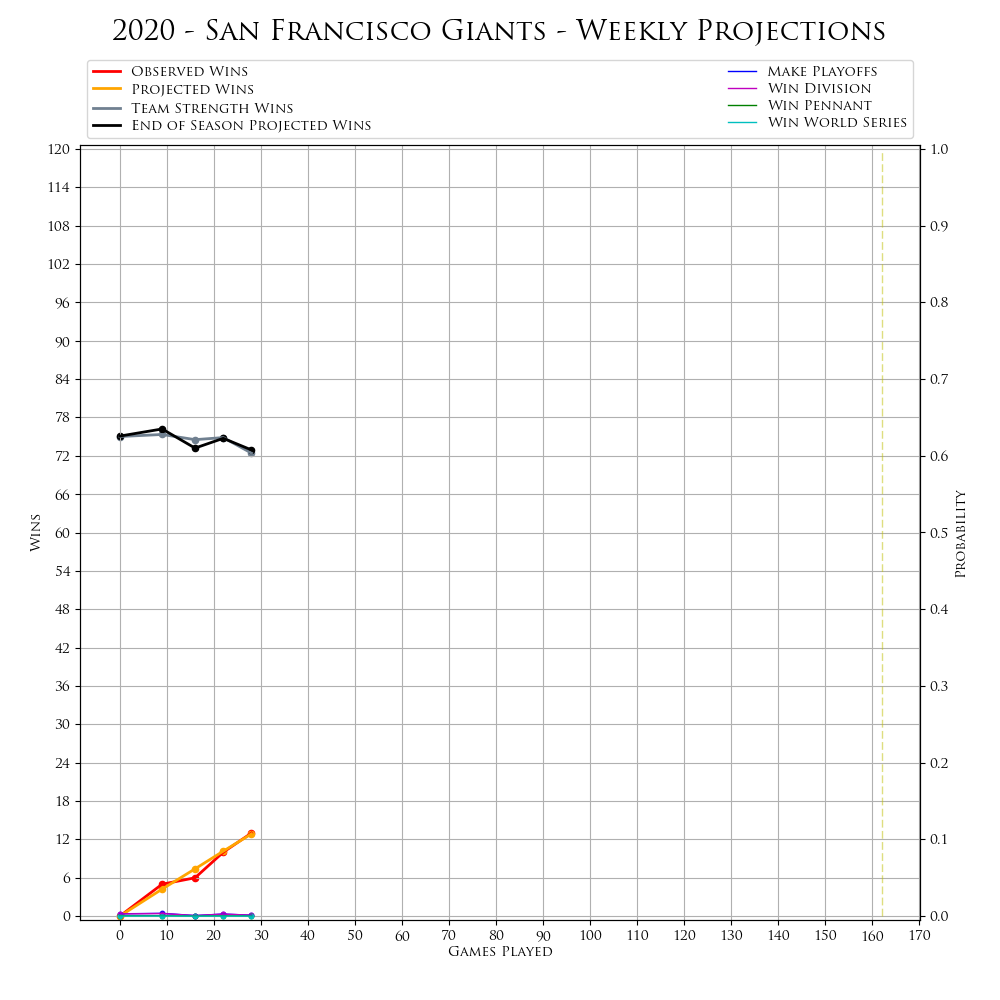 2020 - San Francisco Giants - Weekly Projections
Observed Wins
Projected Wins
Team Strength Wins
End of Season Projected Wins
Make Playoffs
Win Division
Win Pennant
Win World Series
120
114
108
102
96
90
84
78
72
66
60
54
48
42
36
30
24
18
12
6
0
Wins
1.0
0.9
0.8
0.7
0.6
0.5
0.4
0.3
0.2
0.1
0.0
Probability
0 10 20 30 40 50 60 70 80 90 100 110 120 130 140 150 160 170
Games Played